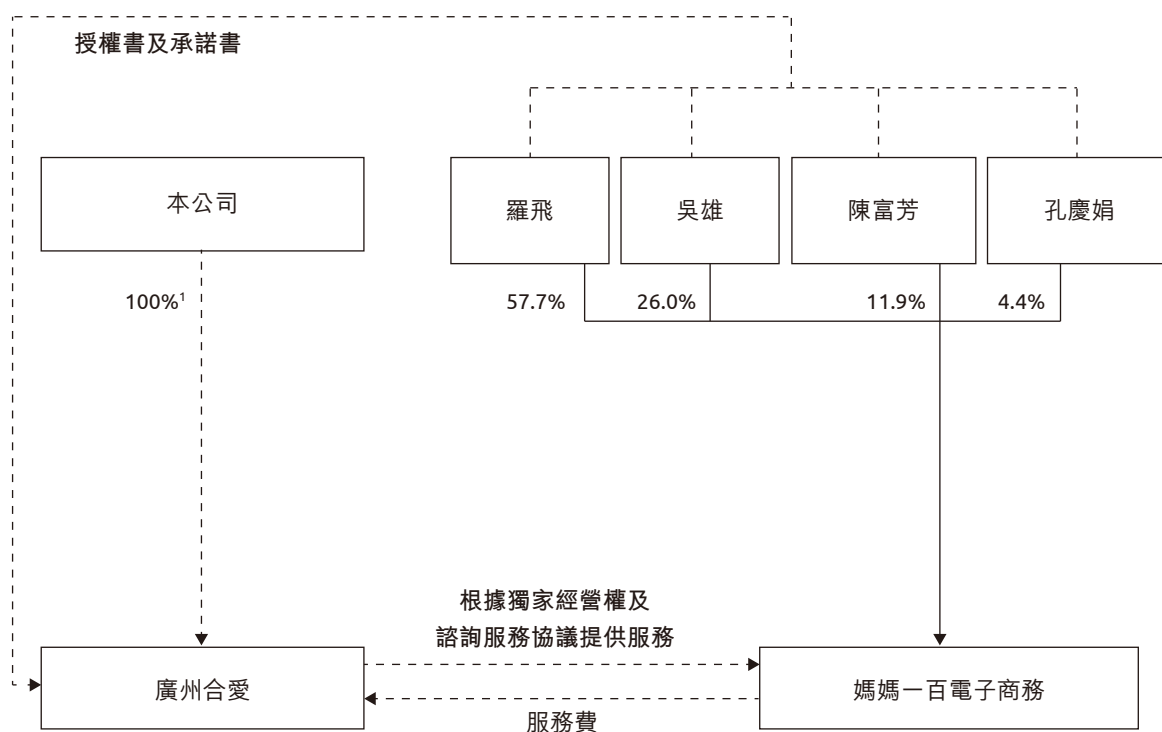 授權書及承諾書
本公司
羅飛
吳雄
陳富芳
孔慶娟
100%¹
57.7%
26.0%
11.9%
4.4%
根據獨家經營權及
諮詢服務協議提供服務
廣州合愛
媽媽一百電子商務
服務費